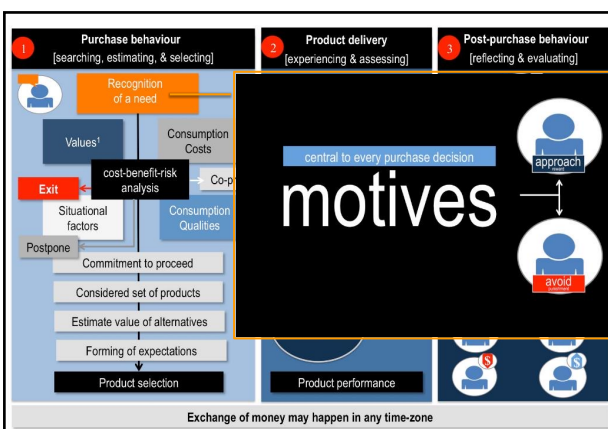 1
Purchase behaviour
[searching, estimating, & selecting]
2
Product delivery
[experiencing & assessing]
3
Post-purchase behaviour
[reflecting & evaluating]
Recognition
of a need
Values¹
Consumption
Costs
cost-benefit-risk
analysis
Exit
Situational
factors
Consumption
Qualities
Postpone
Commitment to proceed
Considered set of products
Estimate value of alternatives
Forming of expectations
Product selection
central to every purchase decision
motives
approach
reward
avoid
punishment
$
$
Product performance
Exchange of money may happen in any time-zone